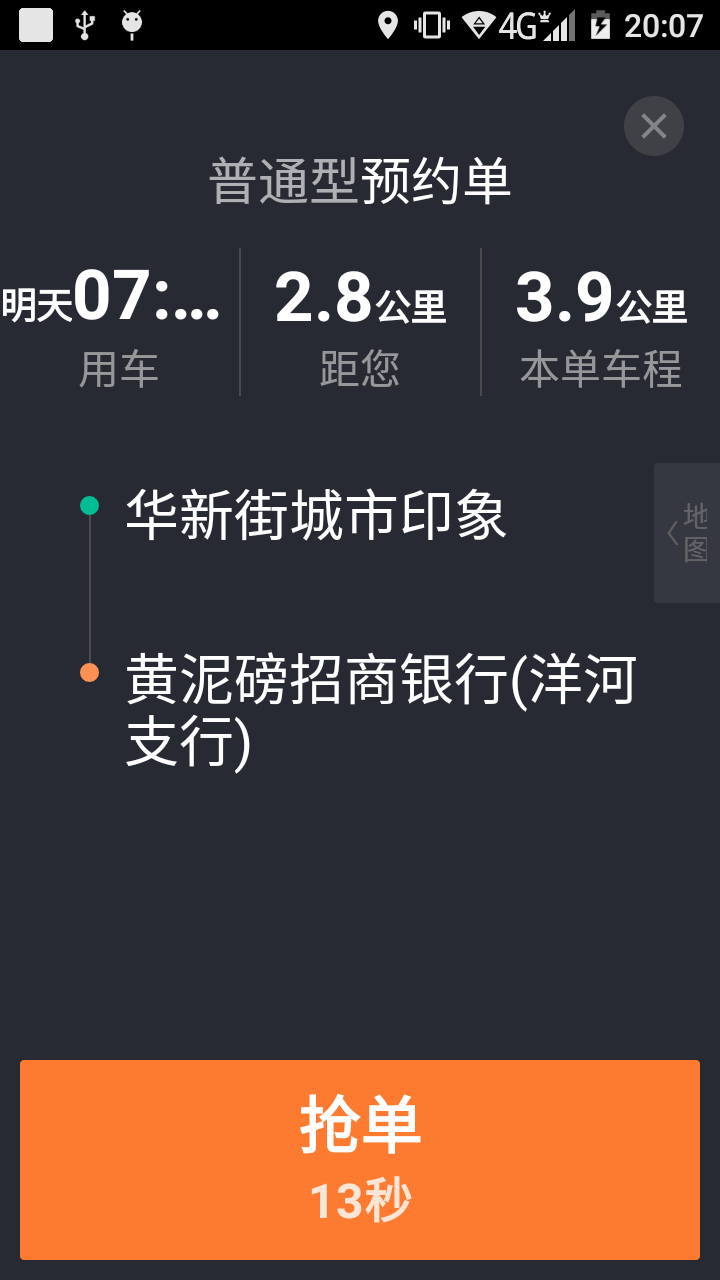 4G 20:07
普通型预约单
明天07:... 2.8公里 3.9公里
用车 距您 本单车程
华新街城市印象
地图
黄泥磅招商银行(洋河
支行)
抢单
13秒